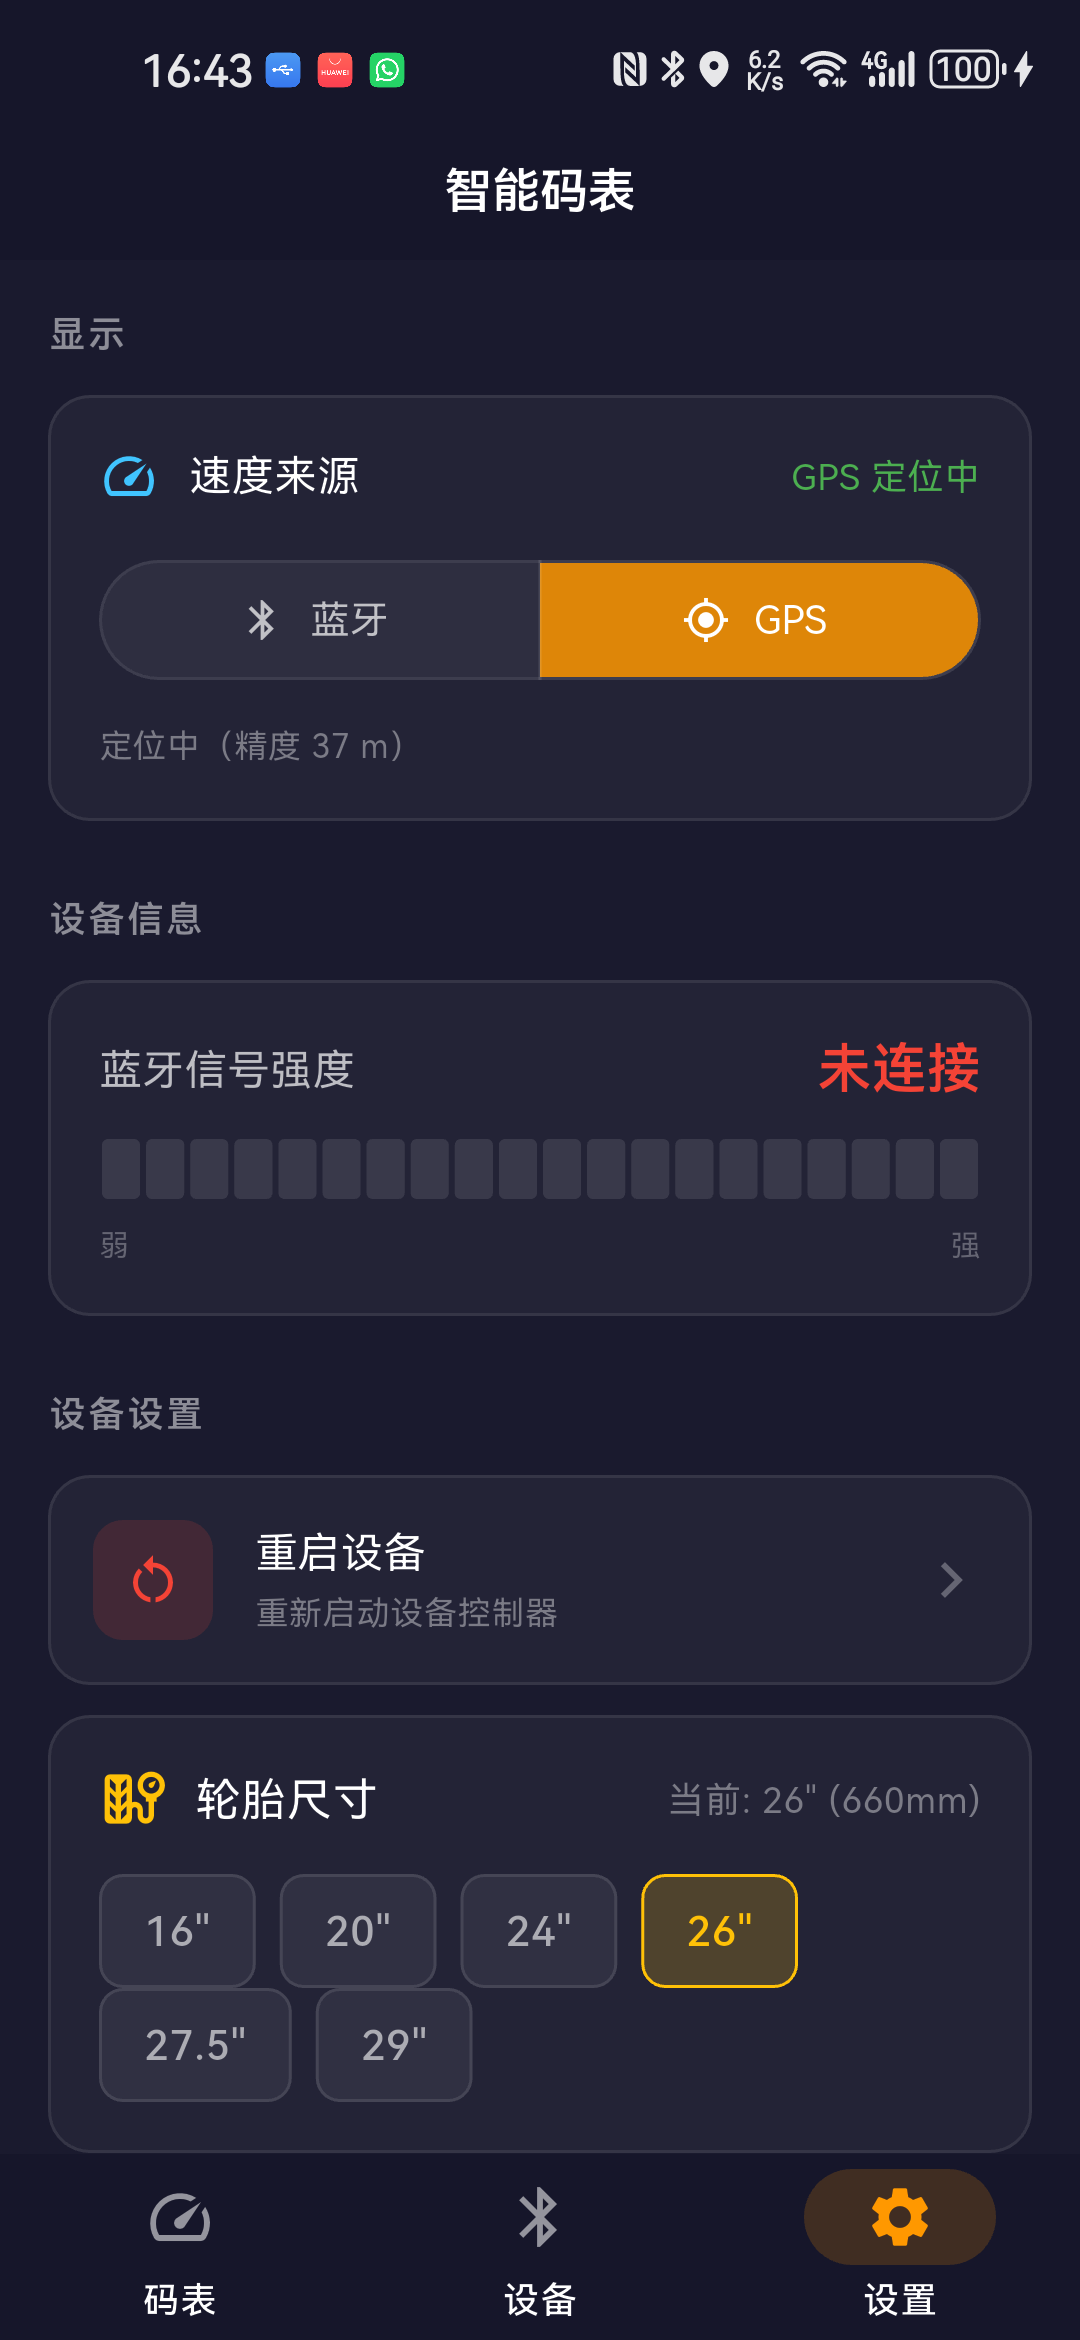 16:43
HUAWEI
6.2 K/s
4G
100
智能码表
显示
速度来源
GPS 定位中
蓝牙
GPS
定位中（精度 37 m）
设备信息
蓝牙信号强度
未连接
弱
强
设备设置
重启设备
重新启动设备控制器
轮胎尺寸
当前: 26" (660mm)
16"
20"
24"
26"
27.5"
29"
码表
设备
设置